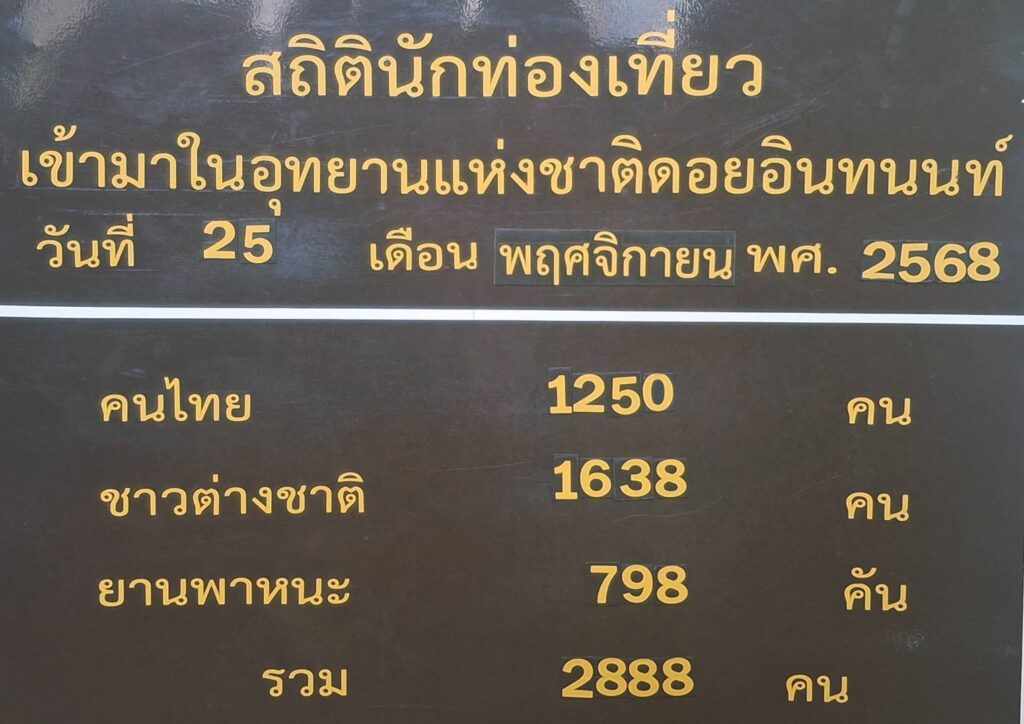 สถิตินักท่องเที่ยว
เข้ามาในอุทยานแห่งชาติดอยอินทนนท์
วันที่ 25 เดือน พฤศจิกายน พศ. 2568
คนไทย 1250 คน
ชาวต่างชาติ 1638 คน
ยานพาหนะ 798 คัน
รวม 2888 คน